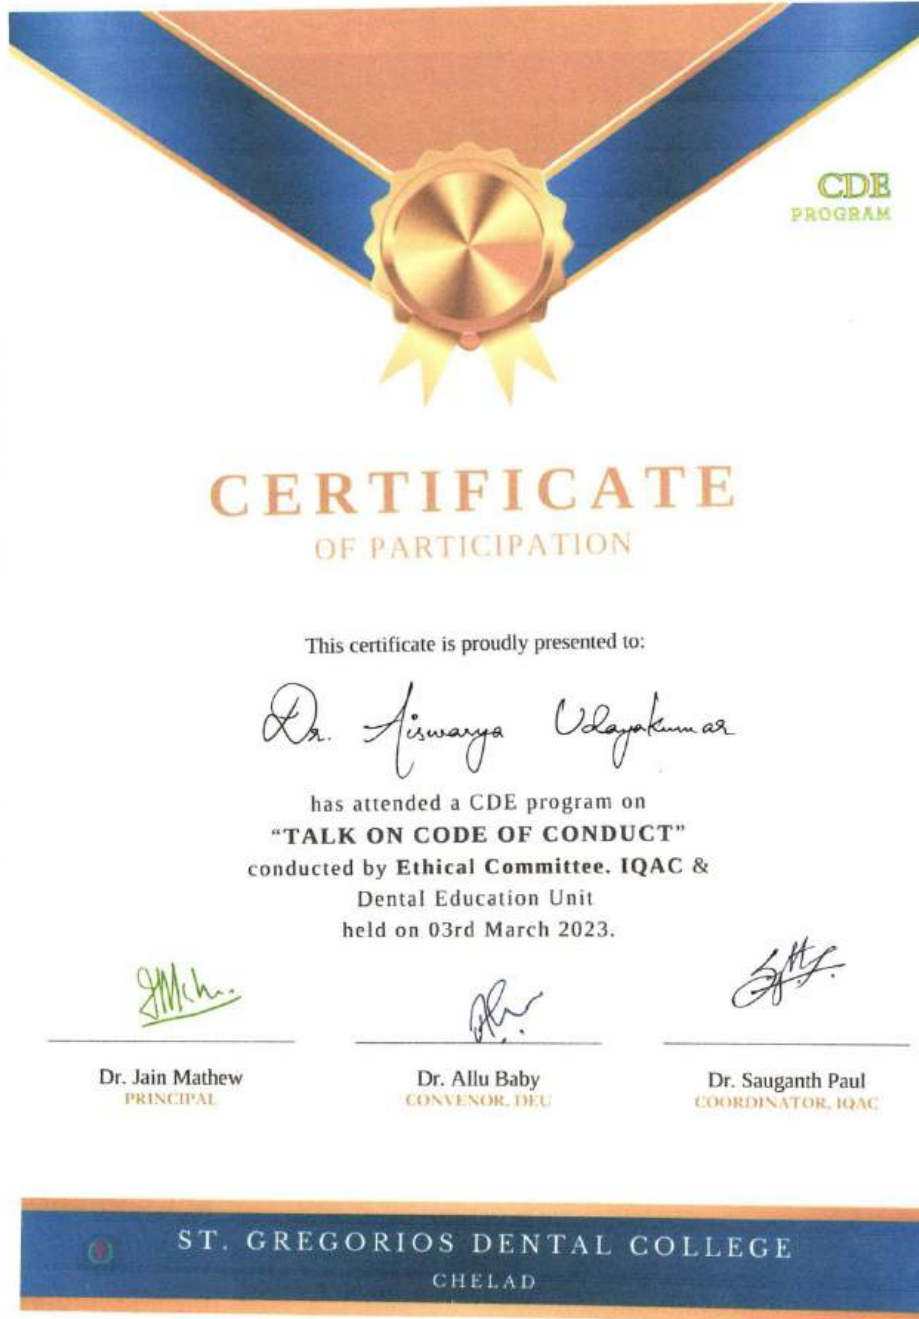 CDE
PROGRAM
CERTIFICATE
OF PARTICIPATION
This certificate is proudly presented to:
Dr. Aiswarya Udayakumar
has attended a CDE program on
“TALK ON CODE OF CONDUCT”
conducted by Ethical Committee. IQAC &
Dental Education Unit
held on 03rd March 2023.
Dr. Jain Mathew
PRINCIPAL
Dr. Allu Baby
CONVENOR, DEU
Dr. Sauganth Paul
COORDINATOR, IQAC
ST. GREGORIOS DENTAL COLLEGE
CHELAD